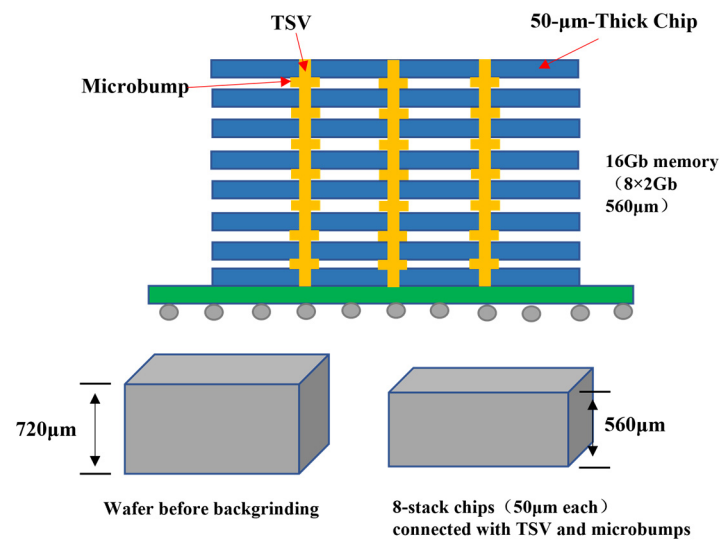 TSV
50-μm-Thick Chip
Microbump
16Gb memory
（8×2Gb
560μm）
720μm
560μm
Wafer before backgrinding
8-stack chips（50μm each）
connected with TSV and microbumps